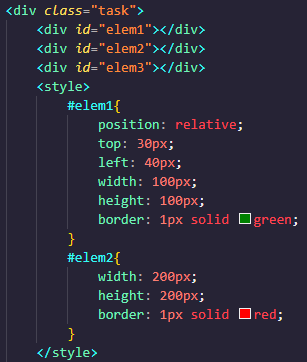 <div class="task">
    <div id="elem1"></div>
    <div id="elem2"></div>
    <div id="elem3"></div>
    <style>
        #elem1{
            position: relative;
            top: 30px;
            left: 40px;
            width: 100px;
            height: 100px;
            border: 1px solid green;
        }
        #elem2{
            width: 200px;
            height: 200px;
            border: 1px solid red;
        }
    </style>